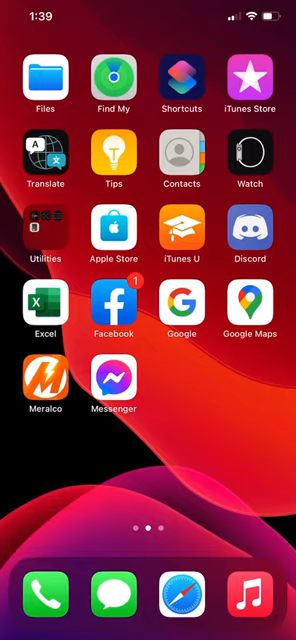 1:39
Files
Find My
Shortcuts
iTunes Store
Translate
Tips
Contacts
Watch
Utilities
Apple Store
iTunes U
Discord
1
Excel
Facebook
Google
Google Maps
Meralco
Messenger